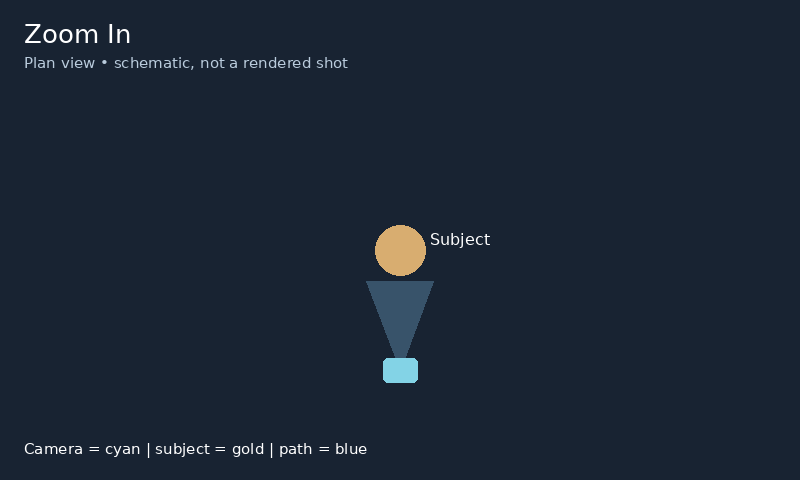 Zoom In
Plan view • schematic, not a rendered shot
Subject
Camera = cyan | subject = gold | path = blue